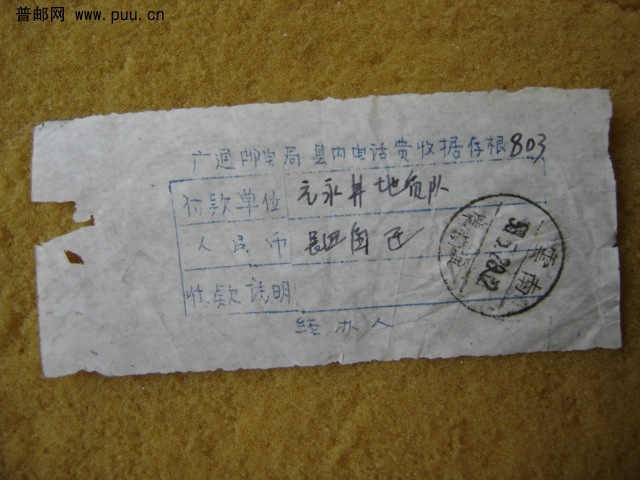 普邮网 www.puu.cn
广通邮电局县内电话费收据存根803
付款单位 元永井地质队
人民币
收款说明
经办人
云南